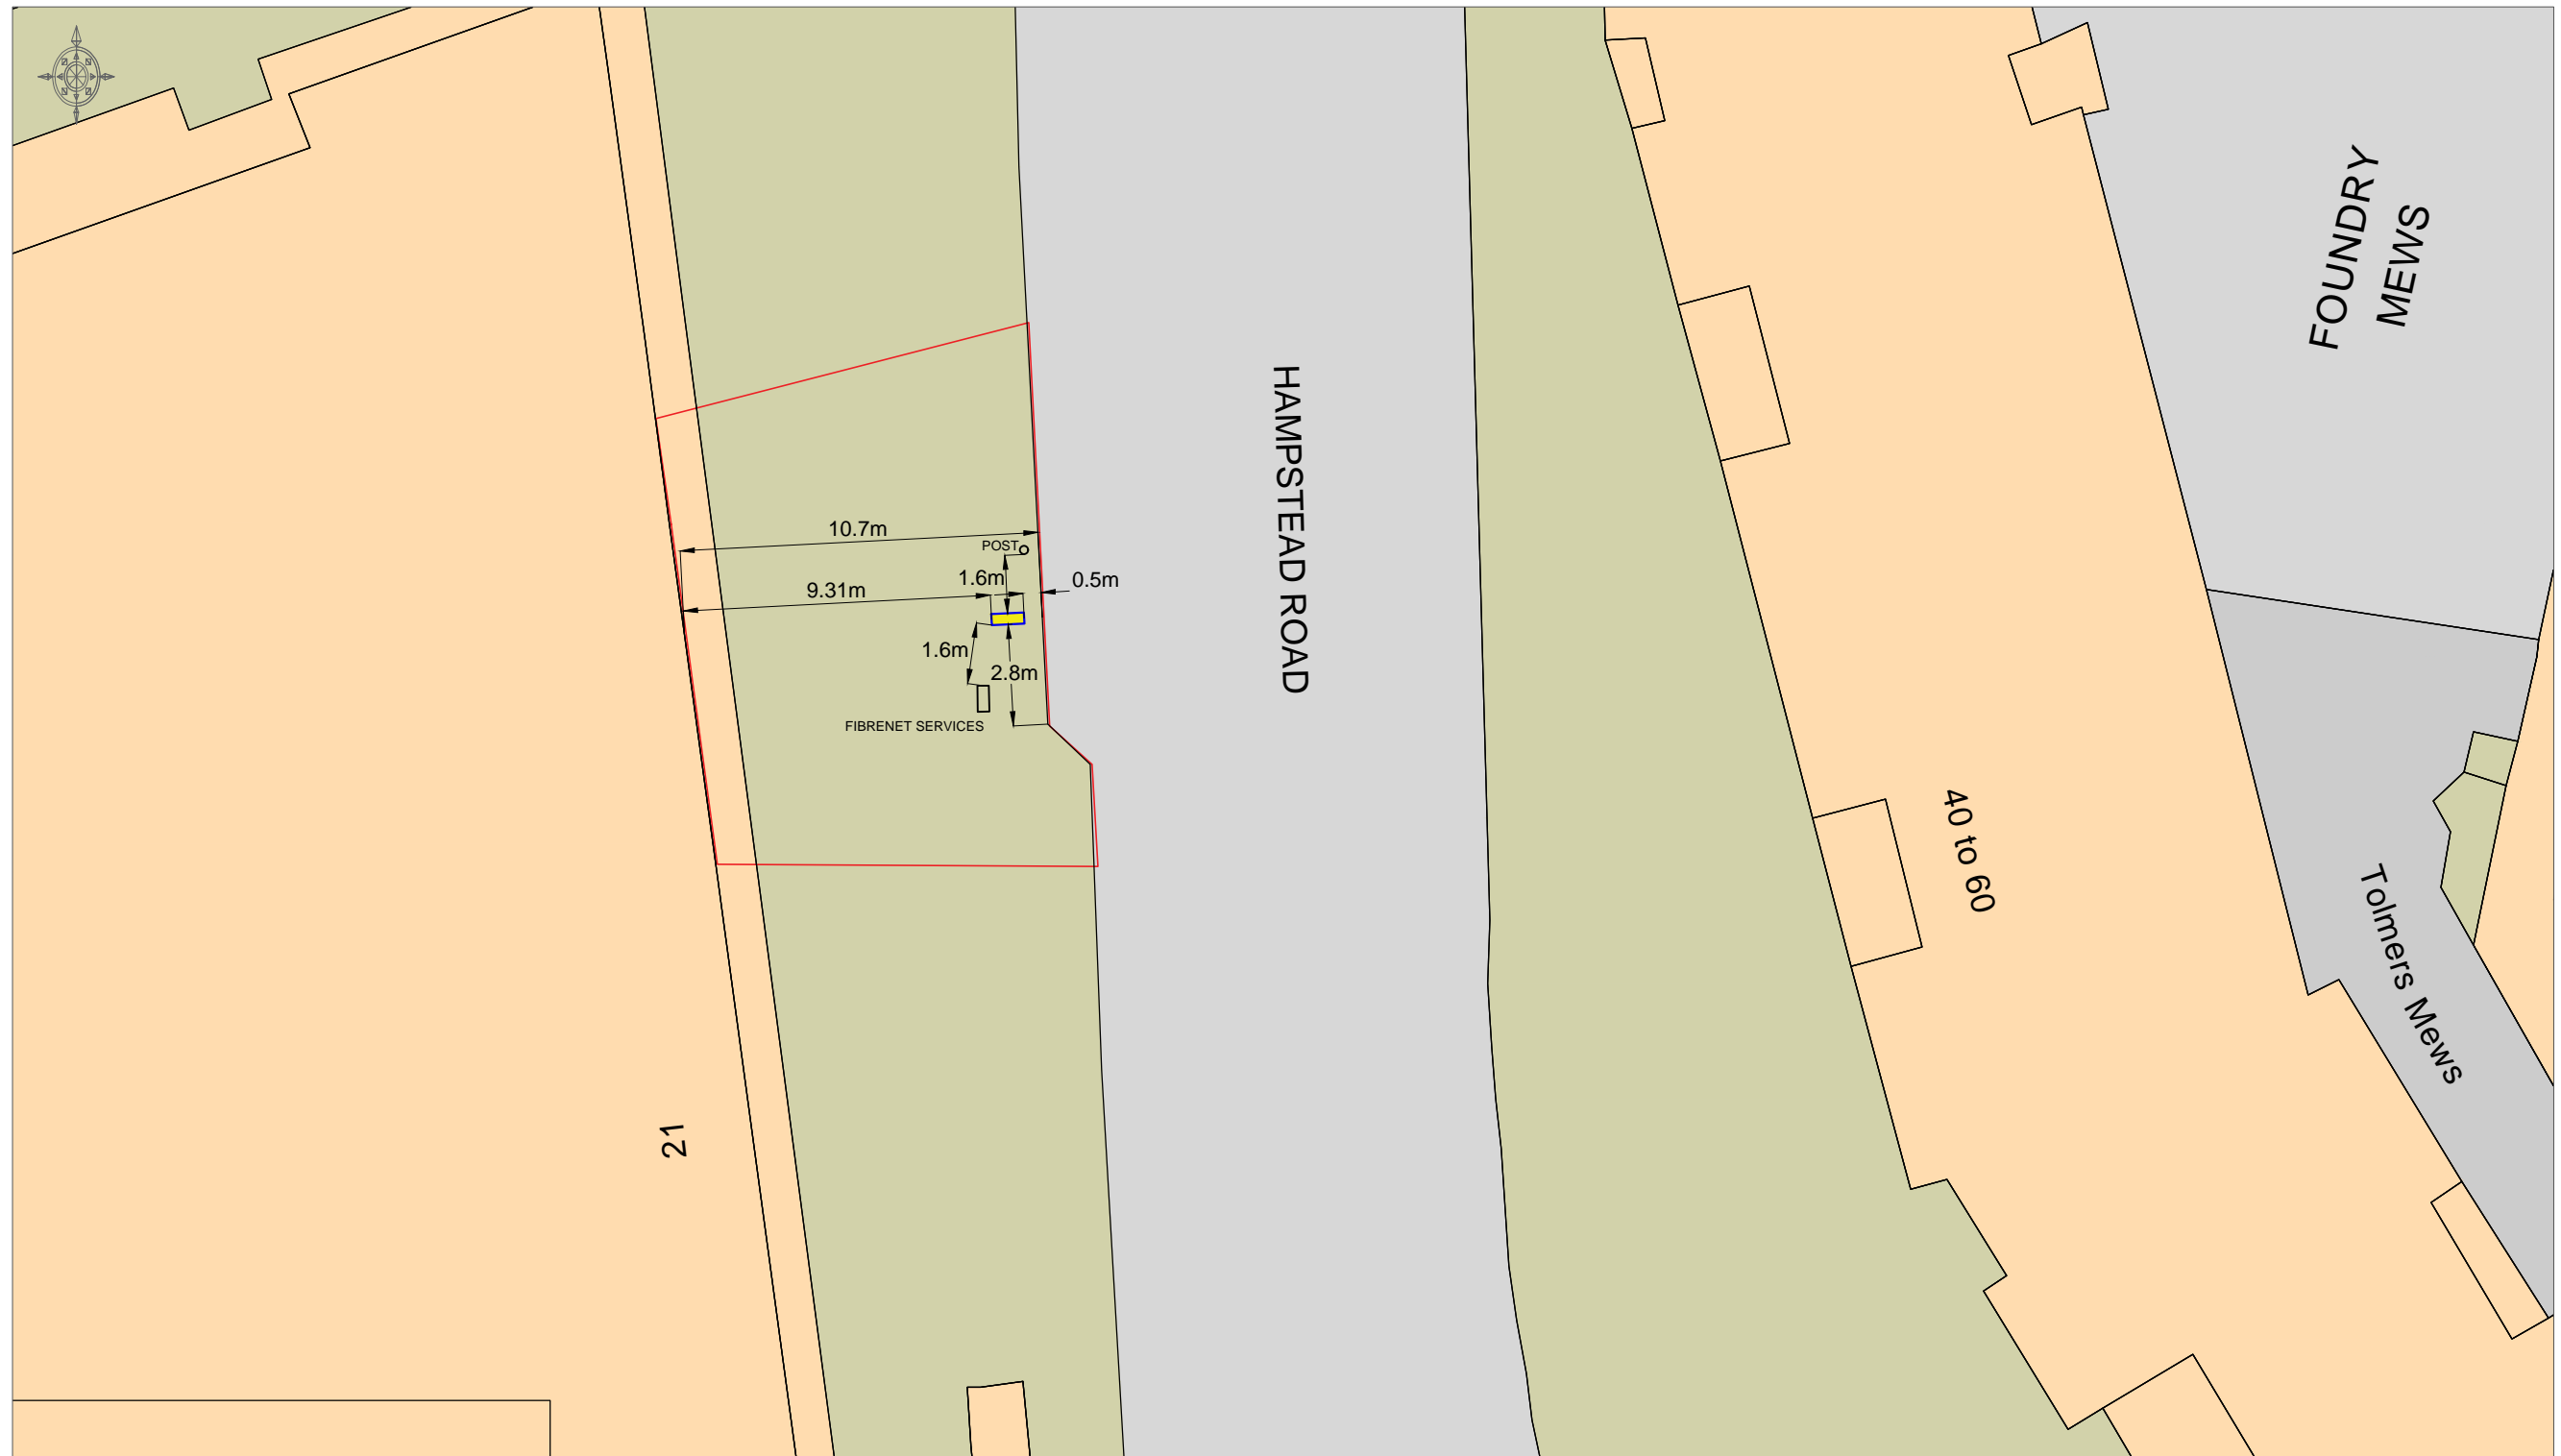 FOUNDRY
MEWS
HAMPSTEAD ROAD
10.7m
POST
1.6m
0.5m
9.31m
1.6m
2.8m
FIBRENET SERVICES
40 to 60
Tolmers Mews
21